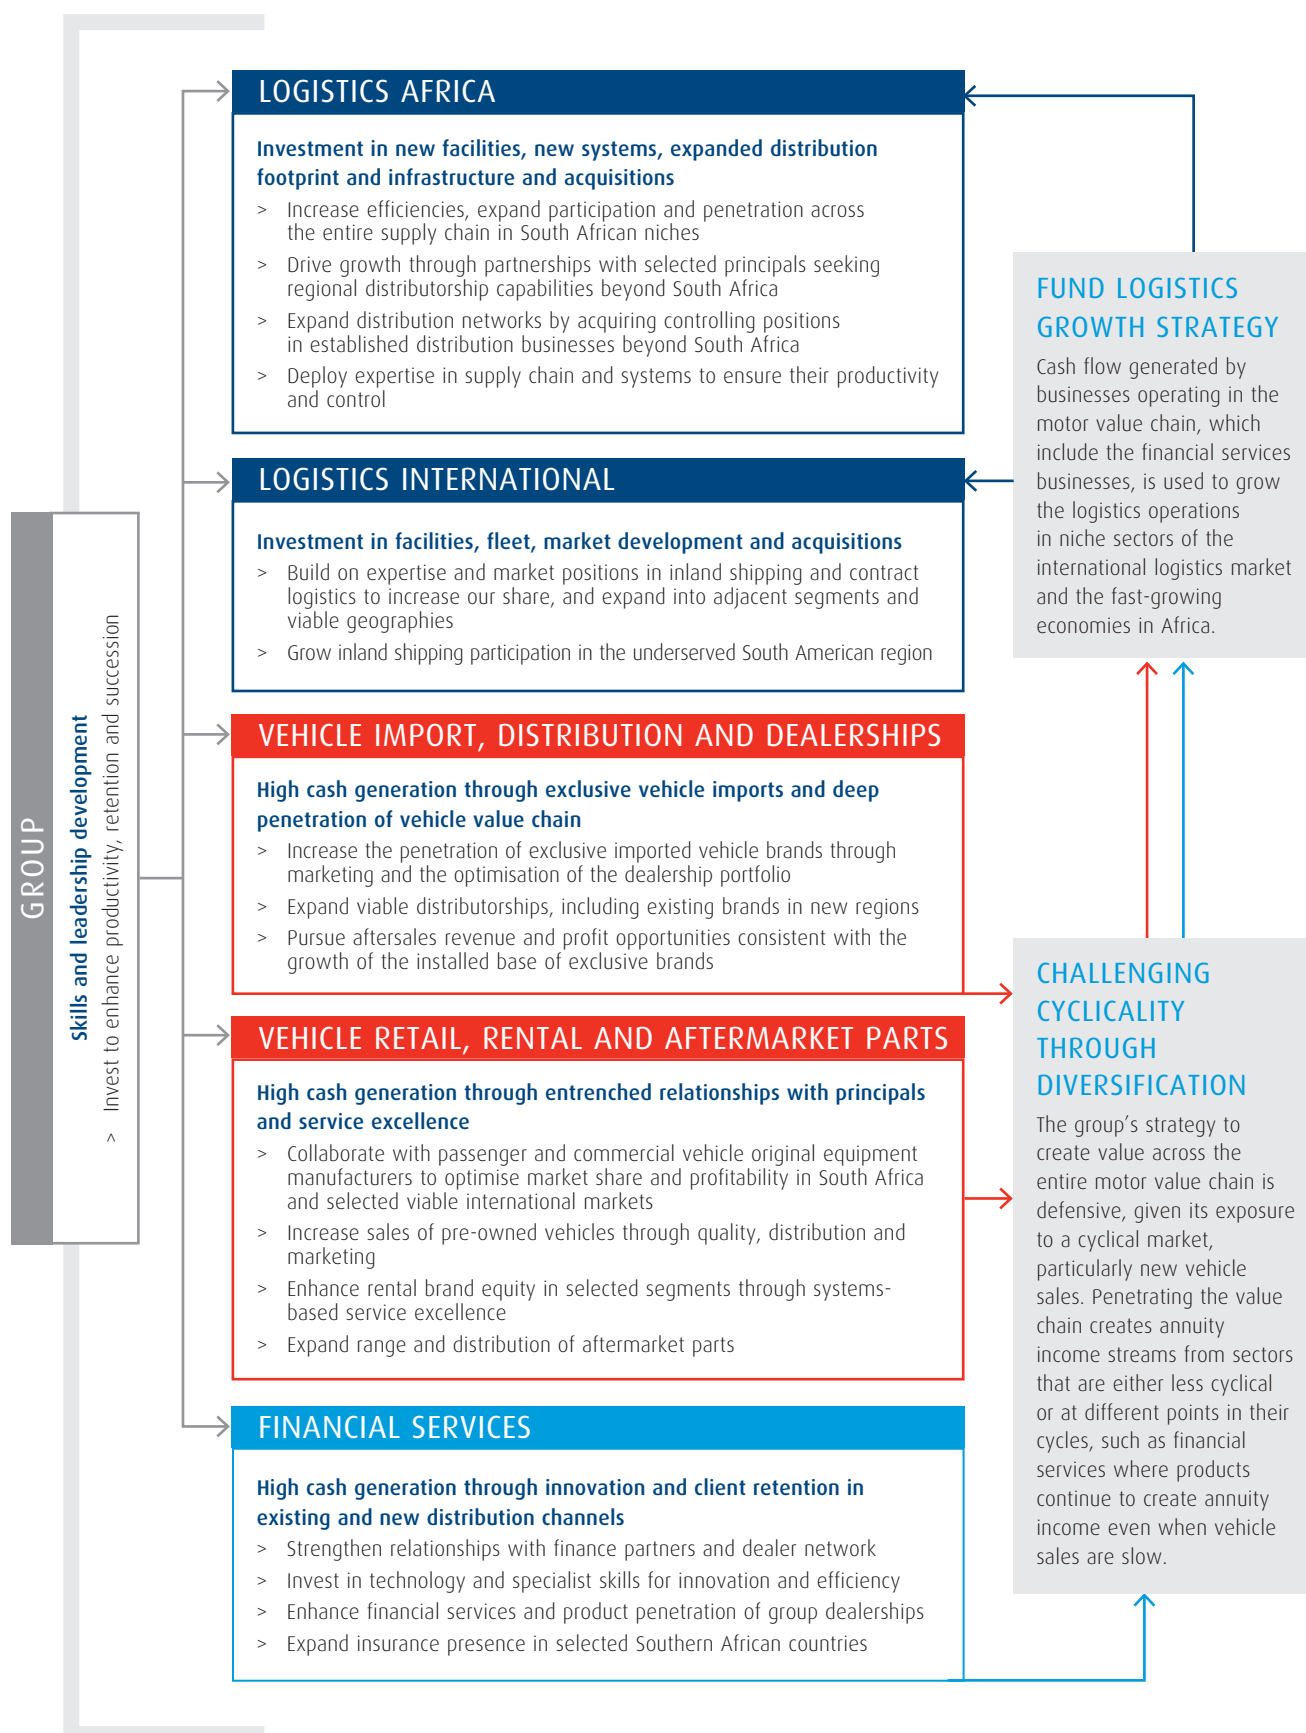 GROUP
Skills and leadership development
> Invest to enhance productivity, retention and succession
LOGISTICS AFRICA
Investment in new facilities, new systems, expanded distribution
footprint and infrastructure and acquisitions
> Increase efficiencies, expand participation and penetration across
the entire supply chain in South African niches
> Drive growth through partnerships with selected principals seeking
regional distributorship capabilities beyond South Africa
> Expand distribution networks by acquiring controlling positions
in established distribution businesses beyond South Africa
> Deploy expertise in supply chain and systems to ensure their productivity
and control
LOGISTICS INTERNATIONAL
Investment in facilities, fleet, market development and acquisitions
> Build on expertise and market positions in inland shipping and contract
logistics to increase our share, and expand into adjacent segments and
viable geographies
> Grow inland shipping participation in the underserved South American region
VEHICLE IMPORT, DISTRIBUTION AND DEALERSHIPS
High cash generation through exclusive vehicle imports and deep
penetration of vehicle value chain
> Increase the penetration of exclusive imported vehicle brands through
marketing and the optimisation of the dealership portfolio
> Expand viable distributorships, including existing brands in new regions
> Pursue aftersales revenue and profit opportunities consistent with the
growth of the installed base of exclusive brands
VEHICLE RETAIL, RENTAL AND AFTERMARKET PARTS
High cash generation through entrenched relationships with principals
and service excellence
> Collaborate with passenger and commercial vehicle original equipment
manufacturers to optimise market share and profitability in South Africa
and selected viable international markets
> Increase sales of pre-owned vehicles through quality, distribution and
marketing
> Enhance rental brand equity in selected segments through systems-
based service excellence
> Expand range and distribution of aftermarket parts
FINANCIAL SERVICES
High cash generation through innovation and client retention in
existing and new distribution channels
> Strengthen relationships with finance partners and dealer network
> Invest in technology and specialist skills for innovation and efficiency
> Enhance financial services and product penetration of group dealerships
> Expand insurance presence in selected Southern African countries
FUND LOGISTICS
GROWTH STRATEGY
Cash flow generated by
businesses operating in the
motor value chain, which
include the financial services
businesses, is used to grow
the logistics operations
in niche sectors of the
international logistics market
and the fast-growing
economies in Africa.
CHALLENGING
CYCLICALITY
THROUGH
DIVERSIFICATION
The group's strategy to
create value across the
entire motor value chain is
defensive, given its exposure
to a cyclical market,
particularly new vehicle
sales. Penetrating the value
chain creates annuity
income streams from sectors
that are either less cyclical
or at different points in their
cycles, such as financial
services where products
continue to create annuity
income even when vehicle
sales are slow.